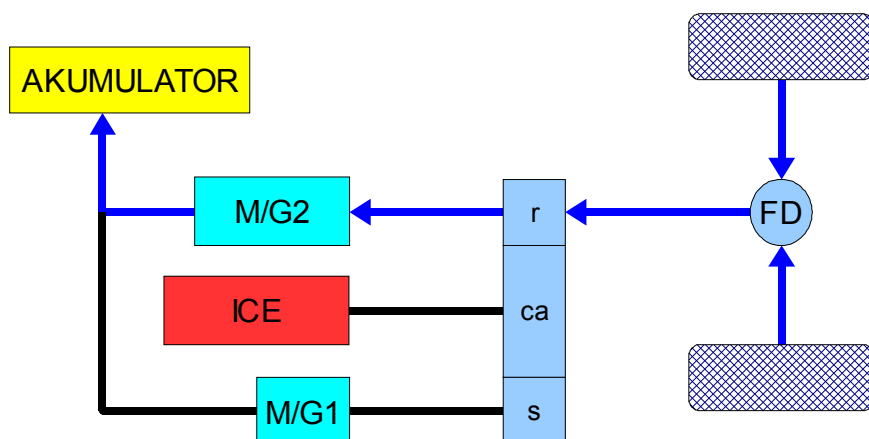 AKUMULATOR
M/G2
r
FD
ICE
ca
M/G1
s